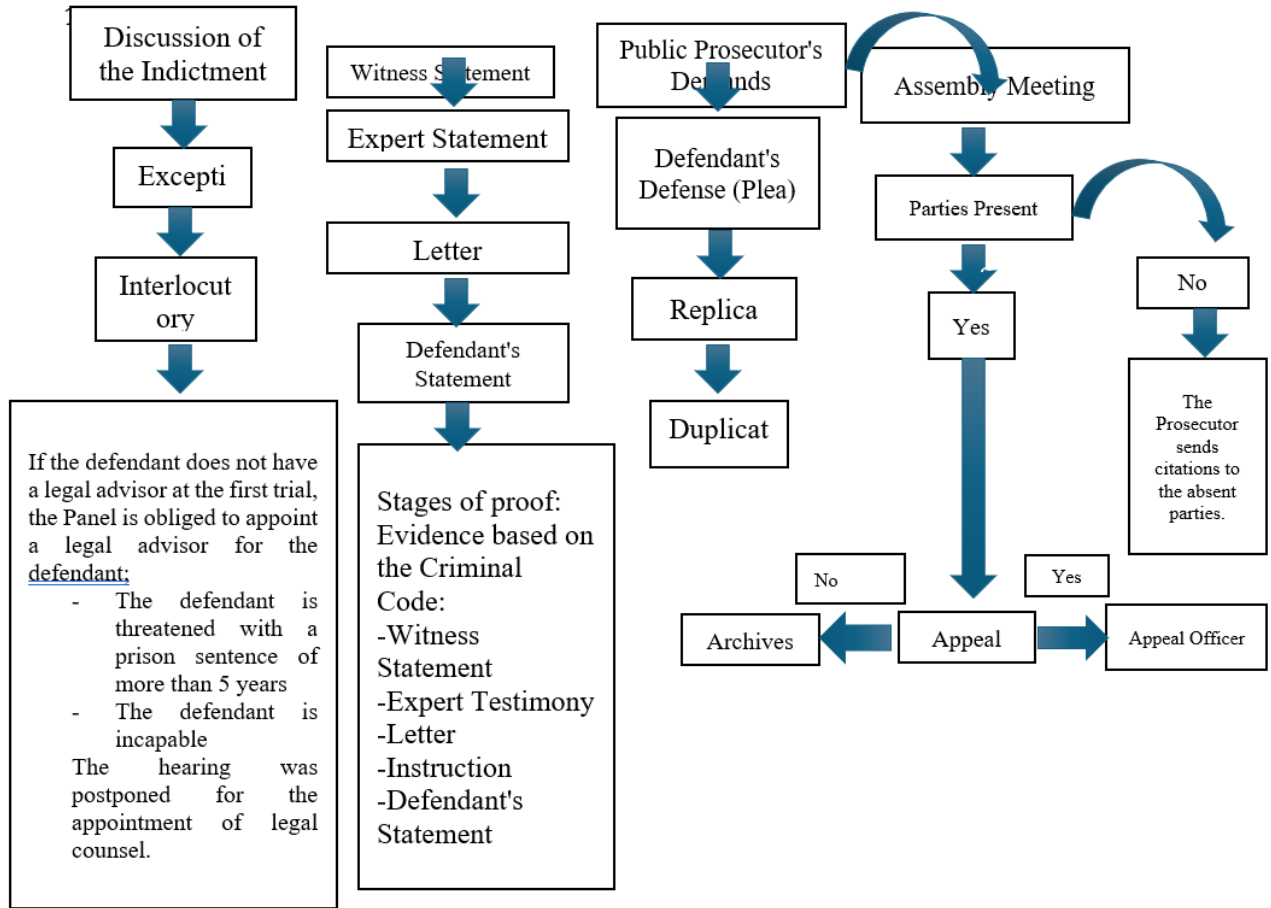 Discussion of
the Indictment
Excepti
Interlocut
ory
If the defendant does not have
a legal advisor at the first trial,
the Panel is obliged to appoint
a legal advisor for the
defendant;
- The defendant is
threatened with a
prison sentence of
more than 5 years
- The defendant is
incapable
The hearing was
postponed for the
appointment of legal
counsel.
Witness Statement
Expert Statement
Letter
Defendant's
Statement
Stages of proof:
Evidence based on
the Criminal
Code:
-Witness
Statement
-Expert Testimony
-Letter
-Instruction
-Defendant's
Statement
Public Prosecutor's
Demands
Defendant's
Defense (Plea)
Replica
Duplicat
Assembly Meeting
Parties Present
Yes
No
The
Prosecutor
sends
citations to
the absent
parties.
No
Yes
Archives
Appeal
Appeal Officer